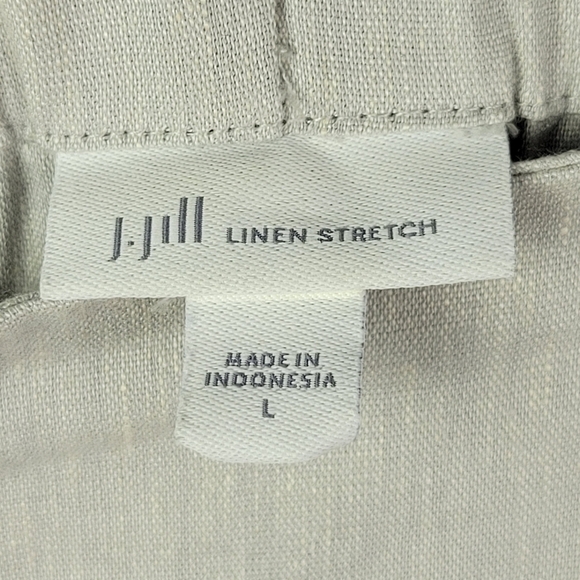 J.Jill LINEN STRETCH
MADE IN
INDONESIA
L